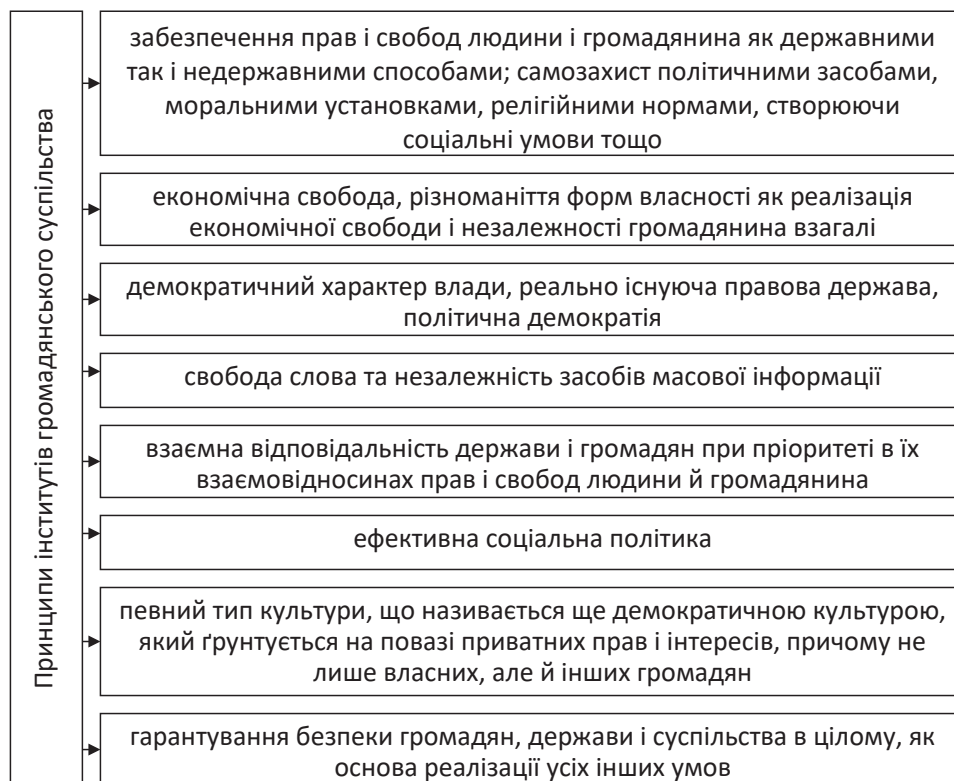 Принципи інститутів громадянського суспільства
забезпечення прав і свобод людини і громадянина як державними
так і недержавними способами; самозахист політичними засобами,
моральними установками, релігійними нормами, створюючи
соціальні умови тощо
економічна свобода, різноманіття форм власності як реалізація
економічної свободи і незалежності громадянина взагалі
демократичний характер влади, реально існуюча правова держава,
політична демократія
свобода слова та незалежність засобів масової інформації
взаємна відповідальність держави і громадян при пріоритеті в їх
взаємовідносинах прав і свобод людини й громадянина
ефективна соціальна політика
певний тип культури, що називається ще демократичною культурою,
який ґрунтується на повазі приватних прав і інтересів, причому не
лише власних, але й інших громадян
гарантування безпеки громадян, держави і суспільства в цілому, як
основа реалізації усіх інших умов